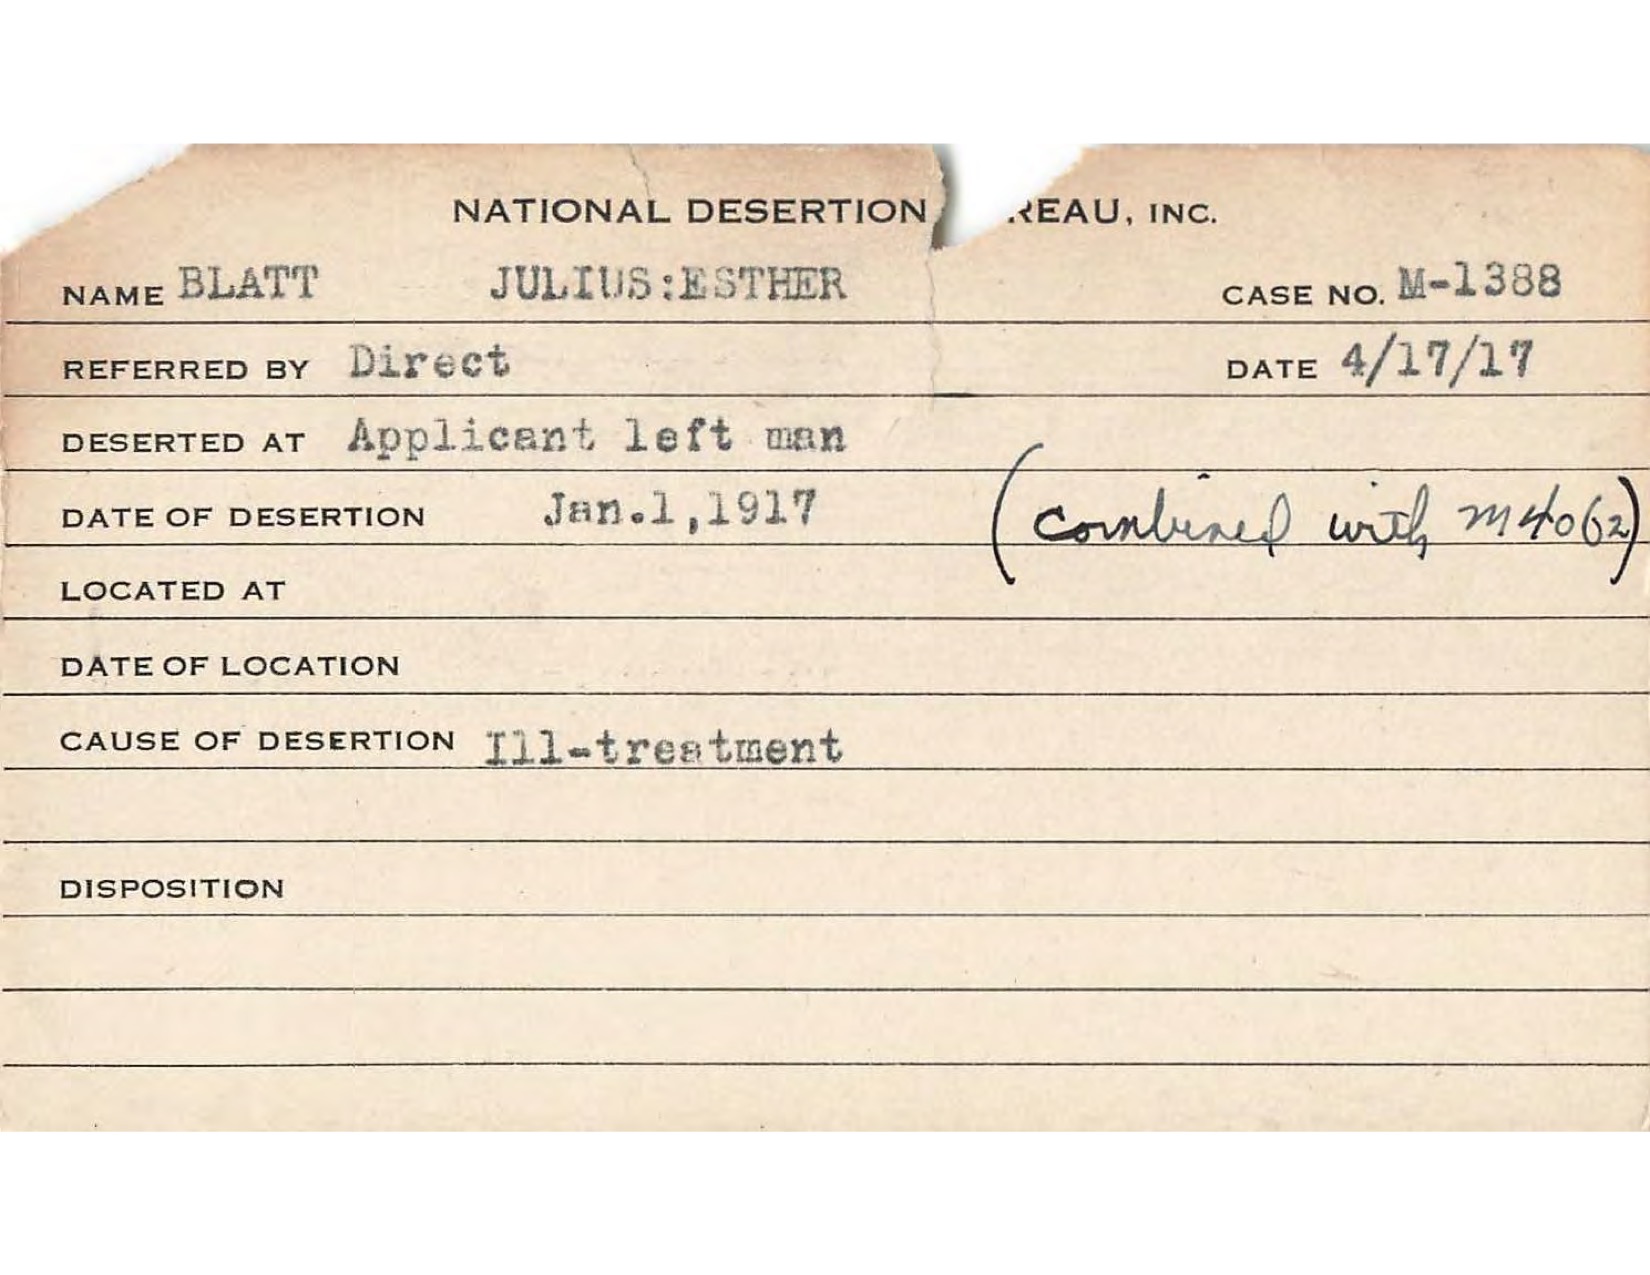 NATIONAL DESERTION REAU, INC.
NAME BLATT JULIUS:ESTHER CASE NO. M-1388
REFERRED BY Direct DATE 4/17/17
DESERTED AT Applicant left man
DATE OF DESERTION Jan.1,1917 (combined with M4062)
LOCATED AT
DATE OF LOCATION
CAUSE OF DESERTION Ill-treatment
DISPOSITION